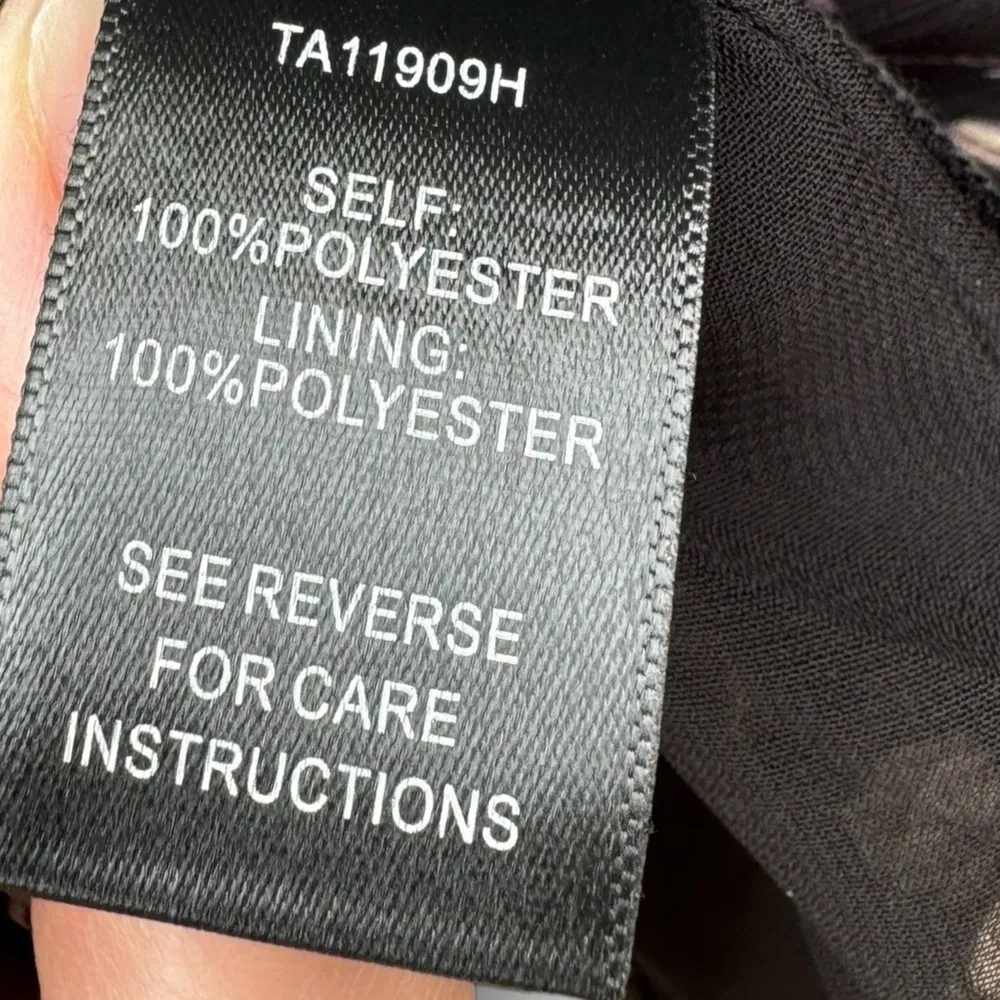 TA11909H
SELF:
100%POLYESTER
LINING:
100%POLYESTER
SEE REVERSE
FOR CARE
INSTRUCTIONS